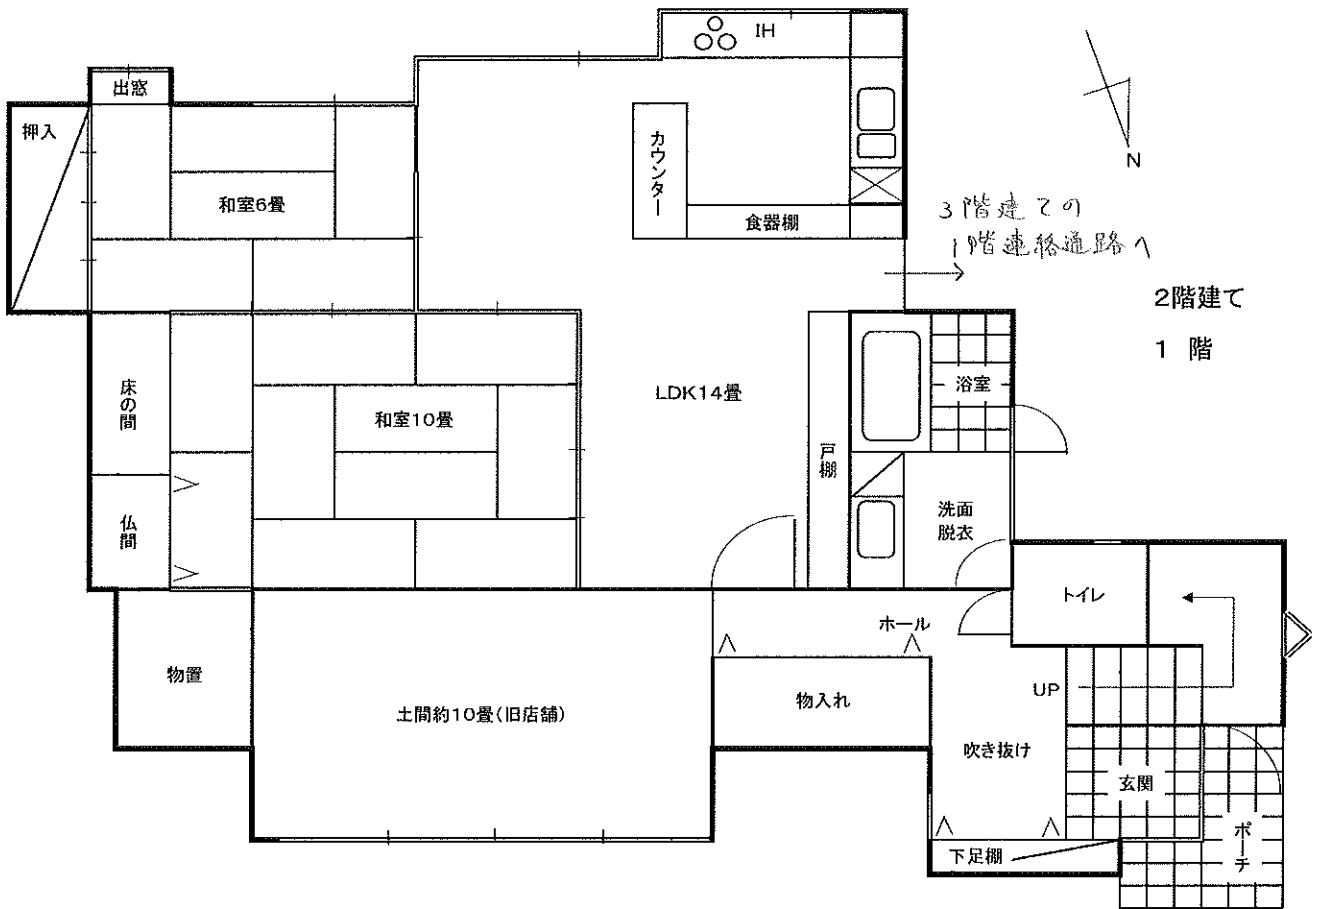 IH
出窓
押入
カウンター
N
和室6畳
食器棚
3階建ての
1階連絡通路へ
2階建て
1 階
床の間
和室10畳
LDK14畳
浴室
戸棚
仏間
洗面
脱衣
トイレ
ホール
物置
UP
物入れ
土間約10畳(旧店舗)
吹き抜け
玄関
ポーチ
下足棚